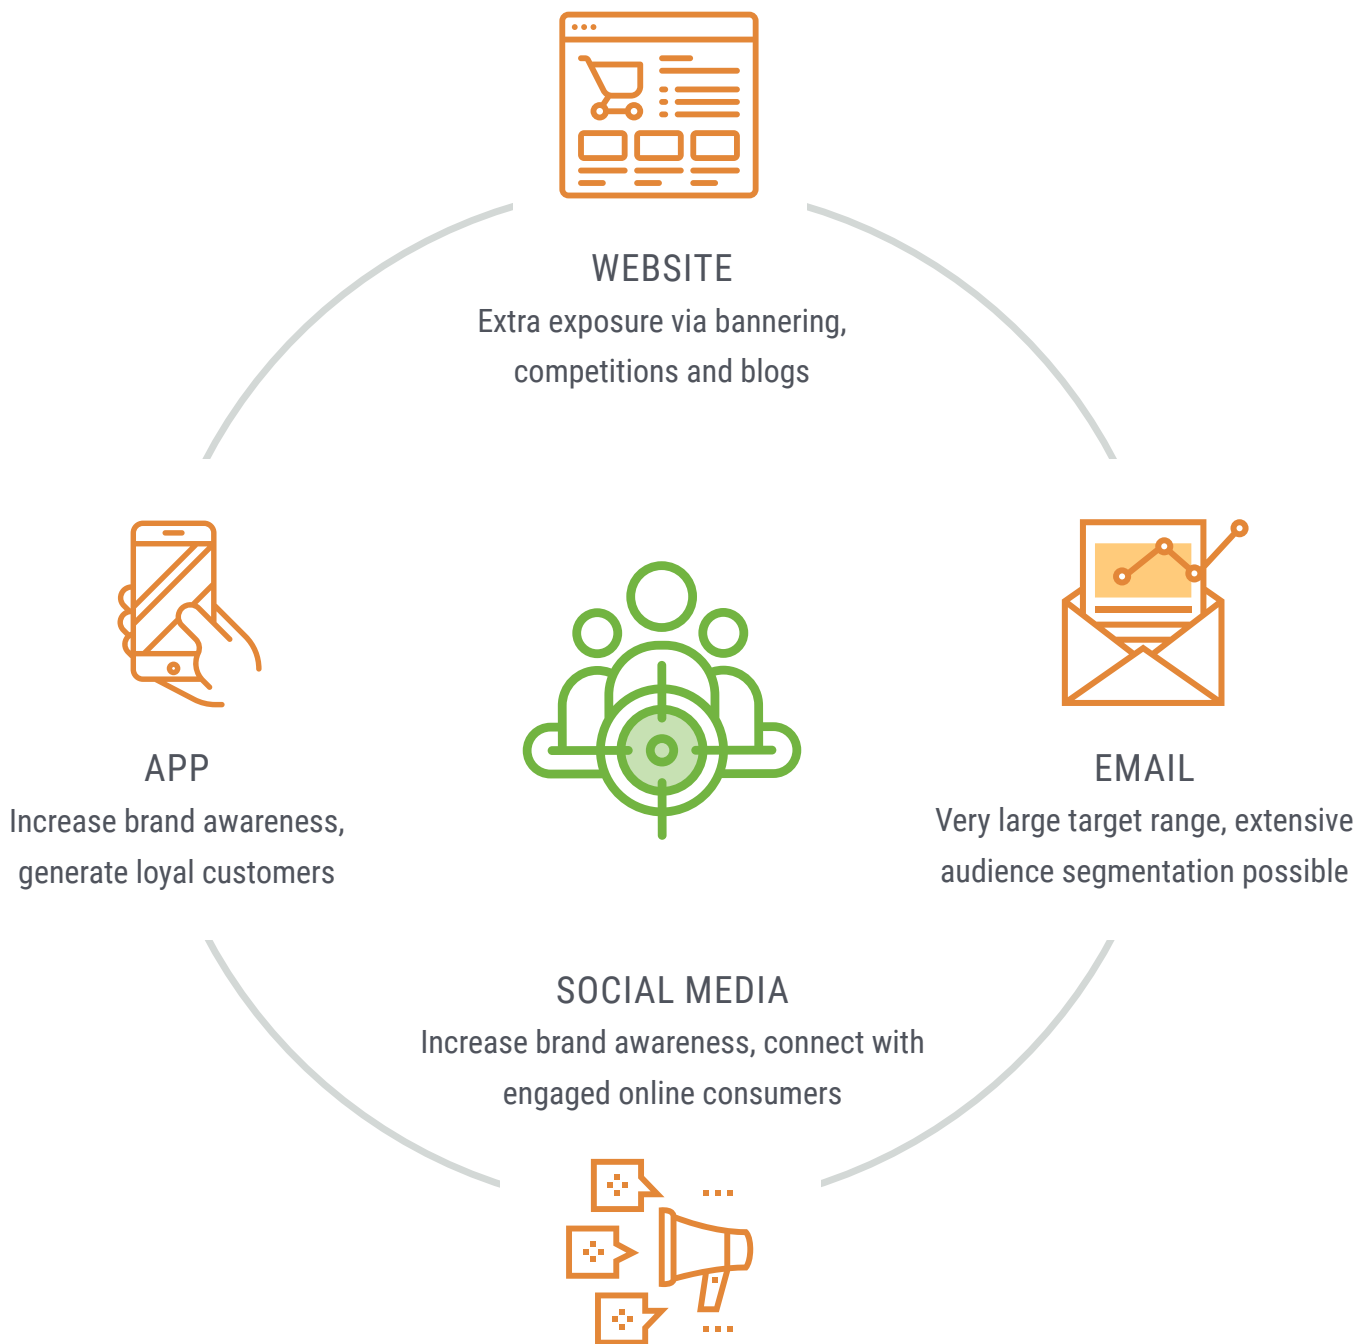 WEBSITE
Extra exposure via bannering,
competitions and blogs
APP
Increase brand awareness,
generate loyal customers
EMAIL
Very large target range, extensive
audience segmentation possible
SOCIAL MEDIA
Increase brand awareness, connect with
engaged online consumers